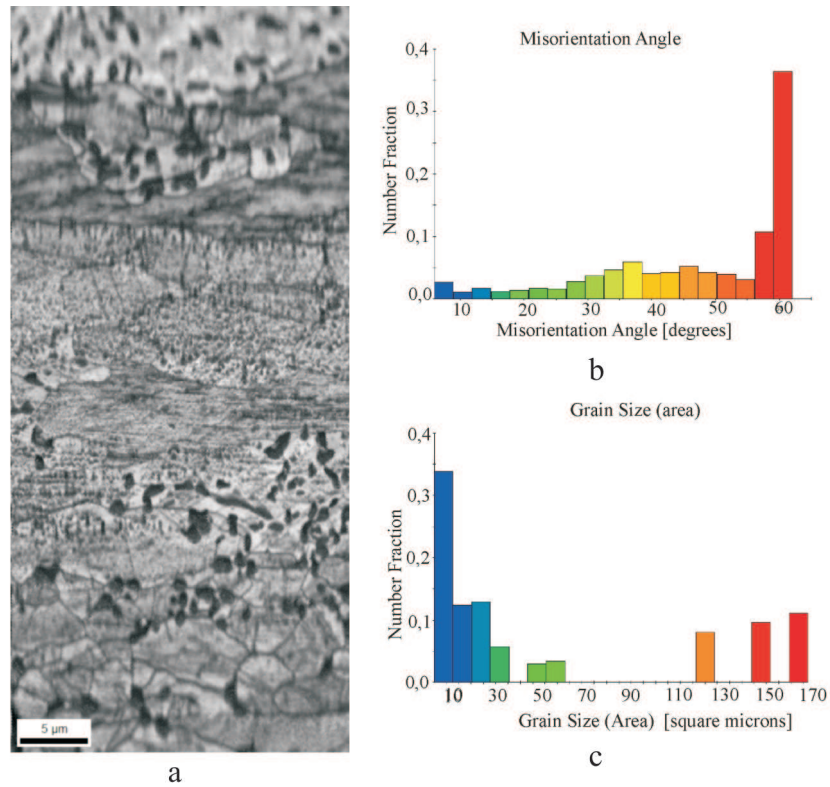 5 µm
a
Misorientation Angle
Number Fraction
0,4
0,3
0,2
0,1
0,0
10 20 30 40 50 60
Misorientation Angle [degrees]
b
Grain Size (area)
Number Fraction
0,4
0,3
0,2
0,1
0,0
10 30 50 70 90 110 130 150 170
Grain Size (Area) [square microns]
c